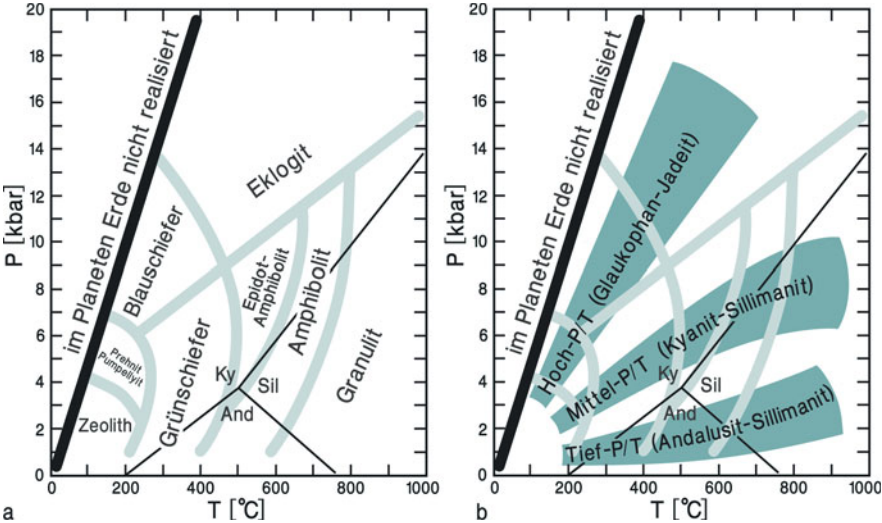 20
18
16
14
12
10
8
6
4
2
0
P [kbar]
im Planeten Erde nicht realisiert
Eklogit
Blauschiefer
Epidot-
Amphibolit
Amphibolit
Granulit
Grünschiefer
Prehnit
Pumpellyit
Zeolith
Ky
Sil
And
0
200
400
600
800
1000
T [°C]
a
20
18
16
14
12
10
8
6
4
2
0
P [kbar]
im Planeten Erde nicht realisiert
Hoch-P/T (Glaukophan-Jadeit)
Mittel-P/T (Kyanit-Sillimanit)
Ky
Sil
And
Tief-P/T (Andalusit-Sillimanit)
0
200
400
600
800
1000
T [°C]
b